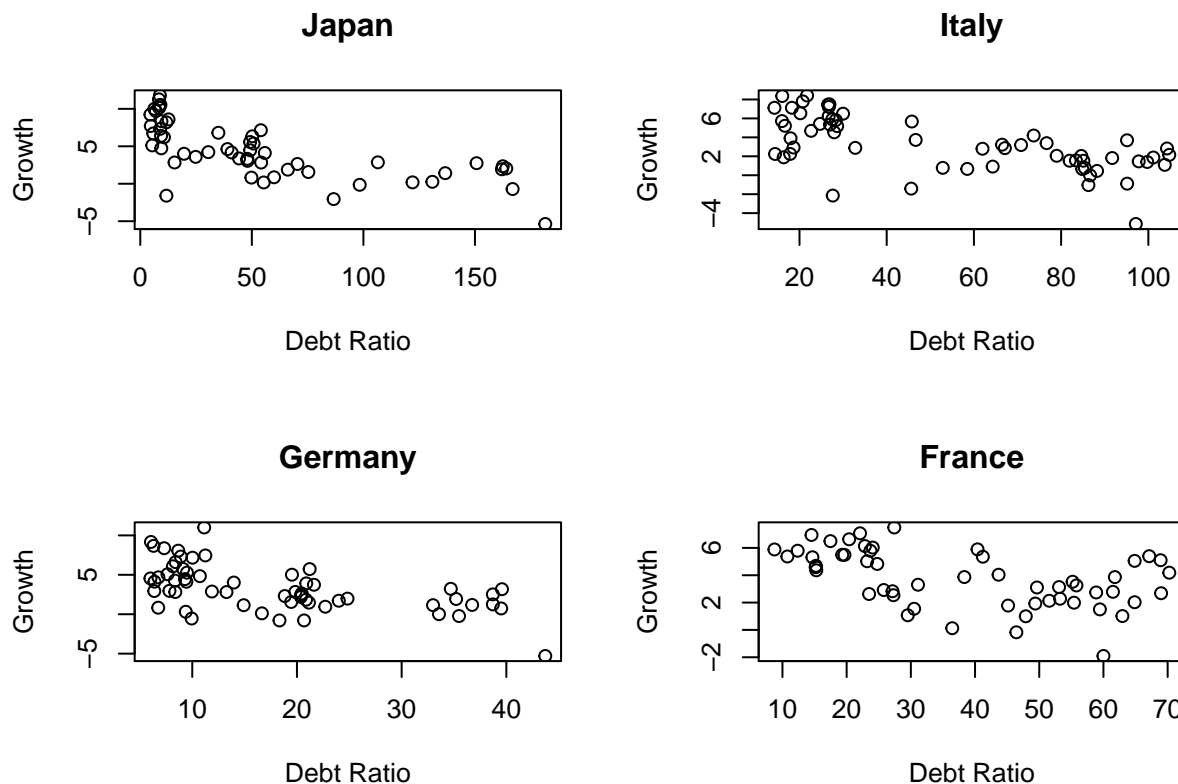 Japan
Growth
5
−5
0 50 100 150
Debt Ratio
Italy
Growth
6
2
−4
20 40 60 80 100
Debt Ratio
Germany
Growth
5
−5
10 20 30 40
Debt Ratio
France
Growth
6
2
−2
10 20 30 40 50 60 70
Debt Ratio